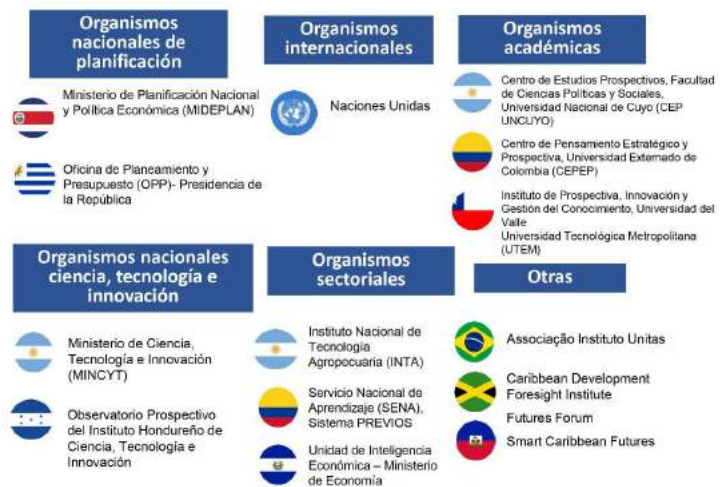 Organismos
nacionales de
planificación
Ministerio de Planificación Nacional
y Política Económica (MIDEPLAN)
Oficina de Planeamiento y
Presupuesto (OPP)- Presidencia de
la República
Organismos
internacionales
Naciones Unidas
Organismos
académicas
Centro de Estudios Prospectivos, Facultad
de Ciencias Políticas y Sociales,
Universidad Nacional de Cuyo (CEP
UNCUYO)
Centro de Pensamiento Estratégico y
Prospectiva, Universidad Externado de
Colombia (CEPEP)
Instituto de Prospectiva, Innovación y
Gestión del Conocimiento, Universidad del
Valle
Universidad Tecnológica Metropolitana
(UTEM)
Organismos nacionales
ciencia, tecnología e
innovación
Ministerio de Ciencia,
Tecnología e Innovación
(MINCYT)
Observatorio Prospectivo
del Instituto Hondureño de
Ciencia, Tecnología e
Innovación
Organismos
sectoriales
Instituto Nacional de
Tecnología
Agropecuaria (INTA)
Servicio Nacional de
Aprendizaje (SENA),
Sistema PREVIOS
Unidad de Inteligencia
Económica – Ministerio
de Economía
Otras
Associação Instituto Unitas
Caribbean Development
Foresight Institute
Futures Forum
Smart Caribbean Futures